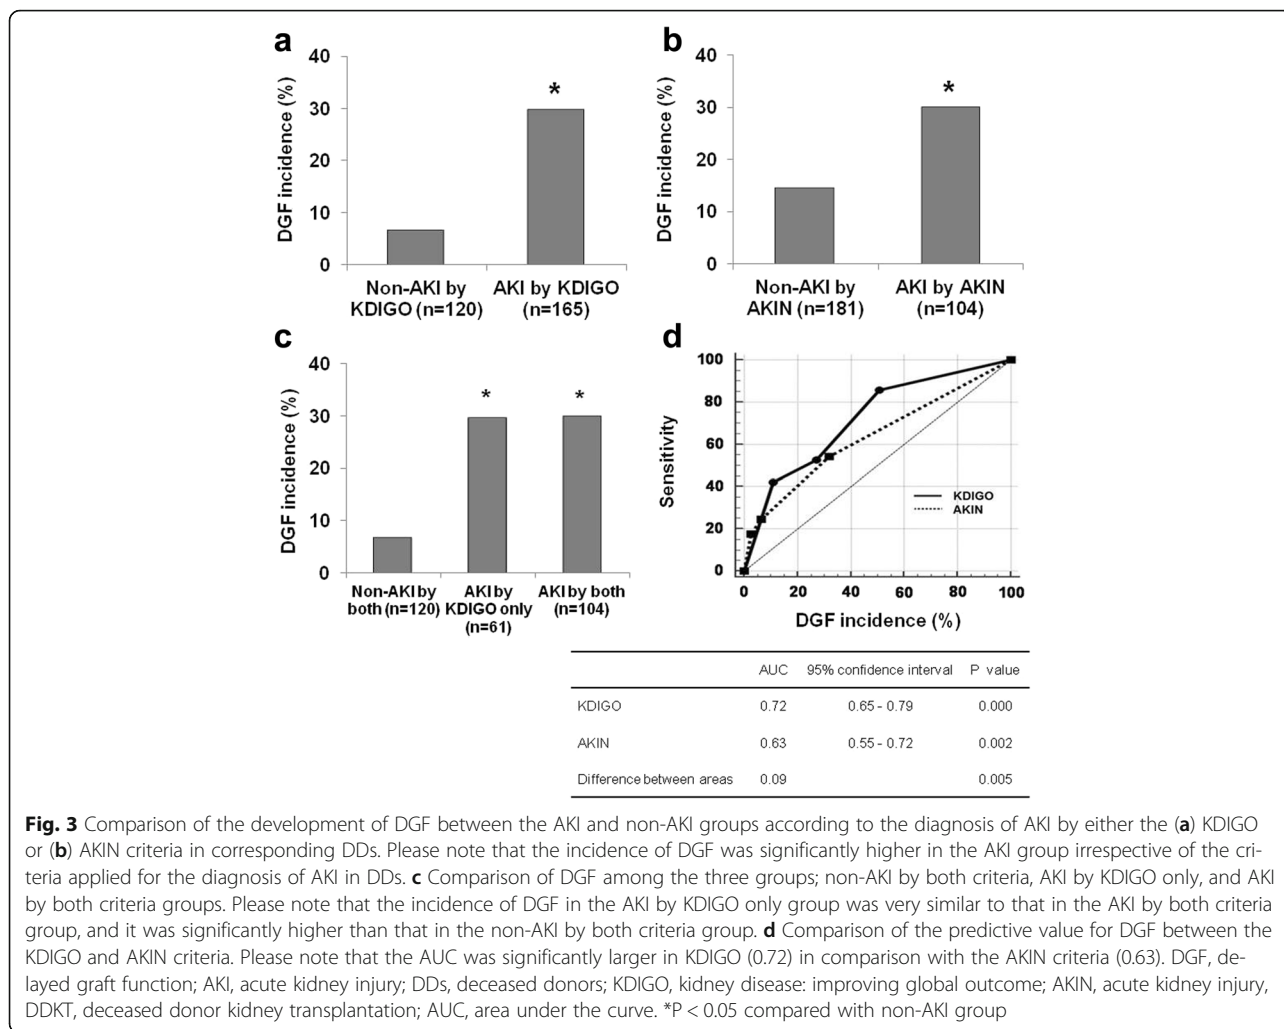 a
40
30
20
10
0
DGF incidence (%)
*
Non-AKI by
KDIGO (n=120)
AKI by KDIGO
(n=165)
b
40
30
20
10
0
DGF incidence (%)
*
Non-AKI by
AKIN (n=181)
AKI by AKIN
(n=104)
c
40
30
20
10
0
DGF incidence (%)
*
*
Non-AKI by
both (n=120)
AKI by
KDIGO only
(n=61)
AKI by both
(n=104)
d
100
80
60
40
20
0
Sensitivity
KDIGO
AKIN
0 20 40 60 80 100
DGF incidence (%)
AUC 95% confidence interval P value
KDIGO 0.72 0.65 - 0.79 0.000
AKIN 0.63 0.55 - 0.72 0.002
Difference between areas 0.09 0.005
Fig. 3 Comparison of the development of DGF between the AKI and non-AKI groups according to the diagnosis of AKI by either the (a) KDIGO
or (b) AKIN criteria in corresponding DDs. Please note that the incidence of DGF was significantly higher in the AKI group irrespective of the cri-
teria applied for the diagnosis of AKI in DDs. c Comparison of DGF among the three groups; non-AKI by both criteria, AKI by KDIGO only, and AKI
by both criteria groups. Please note that the incidence of DGF in the AKI by KDIGO only group was very similar to that in the AKI by both criteria
group, and it was significantly higher than that in the non-AKI by both criteria group. d Comparison of the predictive value for DGF between the
KDIGO and AKIN criteria. Please note that the AUC was significantly larger in KDIGO (0.72) in comparison with the AKIN criteria (0.63). DGF, de-
layed graft function; AKI, acute kidney injury; DDs, deceased donors; KDIGO, kidney disease: improving global outcome; AKIN, acute kidney injury,
DDKT, deceased donor kidney transplantation; AUC, area under the curve. *P < 0.05 compared with non-AKI group